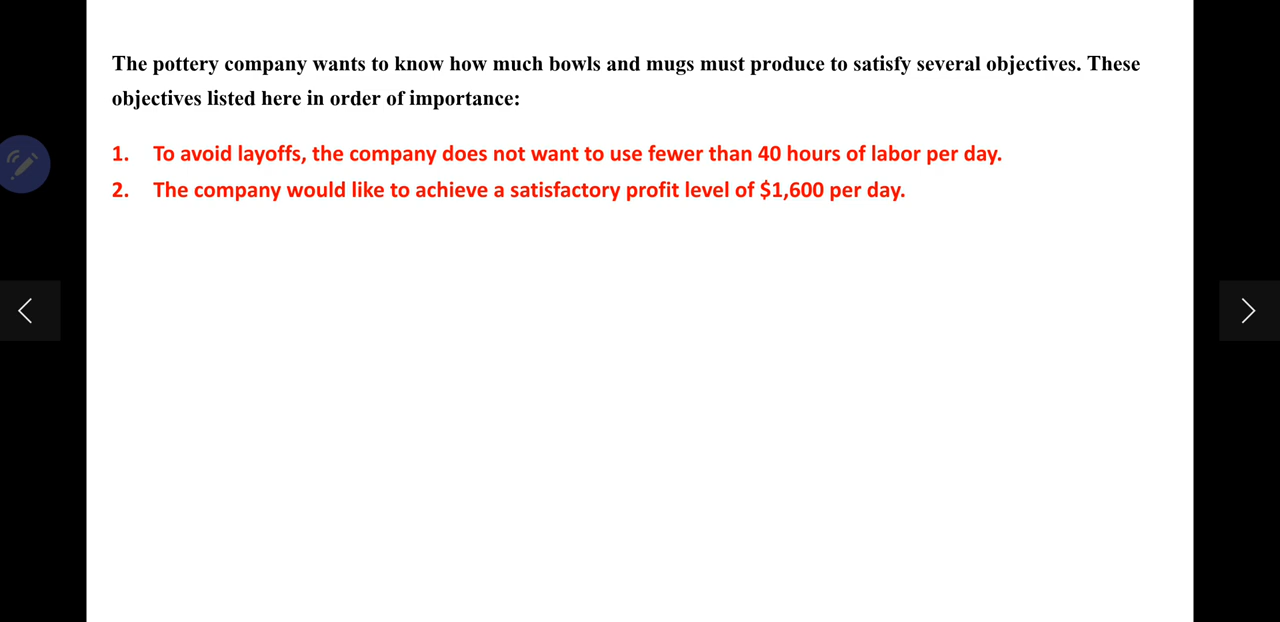 The pottery company wants to know how much bowls and mugs must produce to satisfy several objectives. These
objectives listed here in order of importance:
1. To avoid layoffs, the company does not want to use fewer than 40 hours of labor per day.
2. The company would like to achieve a satisfactory profit level of $1,600 per day.